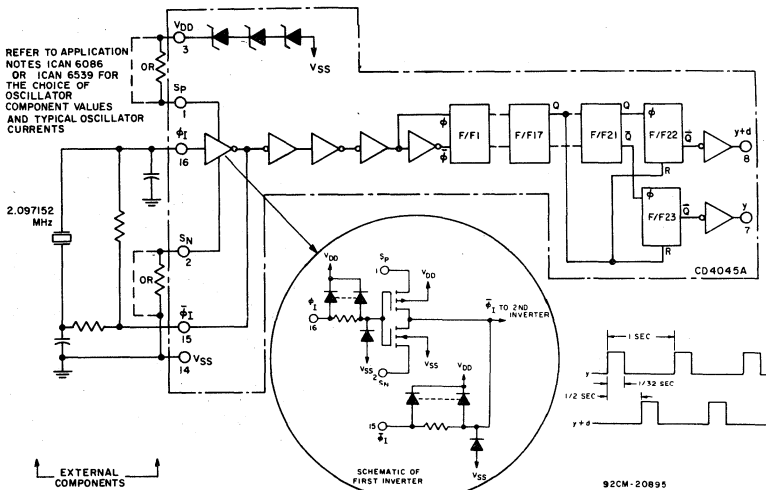 REFER TO APPLICATION
NOTES ICAN 6086
OR ICAN 6539 FOR
THE CHOICE OF
OSCILLATOR
COMPONENT VALUES
AND TYPICAL OSCILLATOR
CURRENTS
VDD
3
OR
SP
1
VSS
ϕI
16
2.097152
MHz
SN
2
OR
ϕ̅I
15
VSS
14
ϕ
ϕ̅
F/F1
F/F17
Q
F/F21
Q
Q̅
ϕ
F/F22
Q̅
R
y+d
8
ϕ
F/F23
Q̅
R
y
7
CD4045A
SP
1
VDD
VDD
ϕI
16
ϕ̅I TO 2ND
INVERTER
VSS
VSS
2
SN
VDD
15
ϕ̅I
VSS
SCHEMATIC OF
FIRST INVERTER
1 SEC
y
1/32 SEC
1/2 SEC
y+d
EXTERNAL
COMPONENTS
92CM-20895